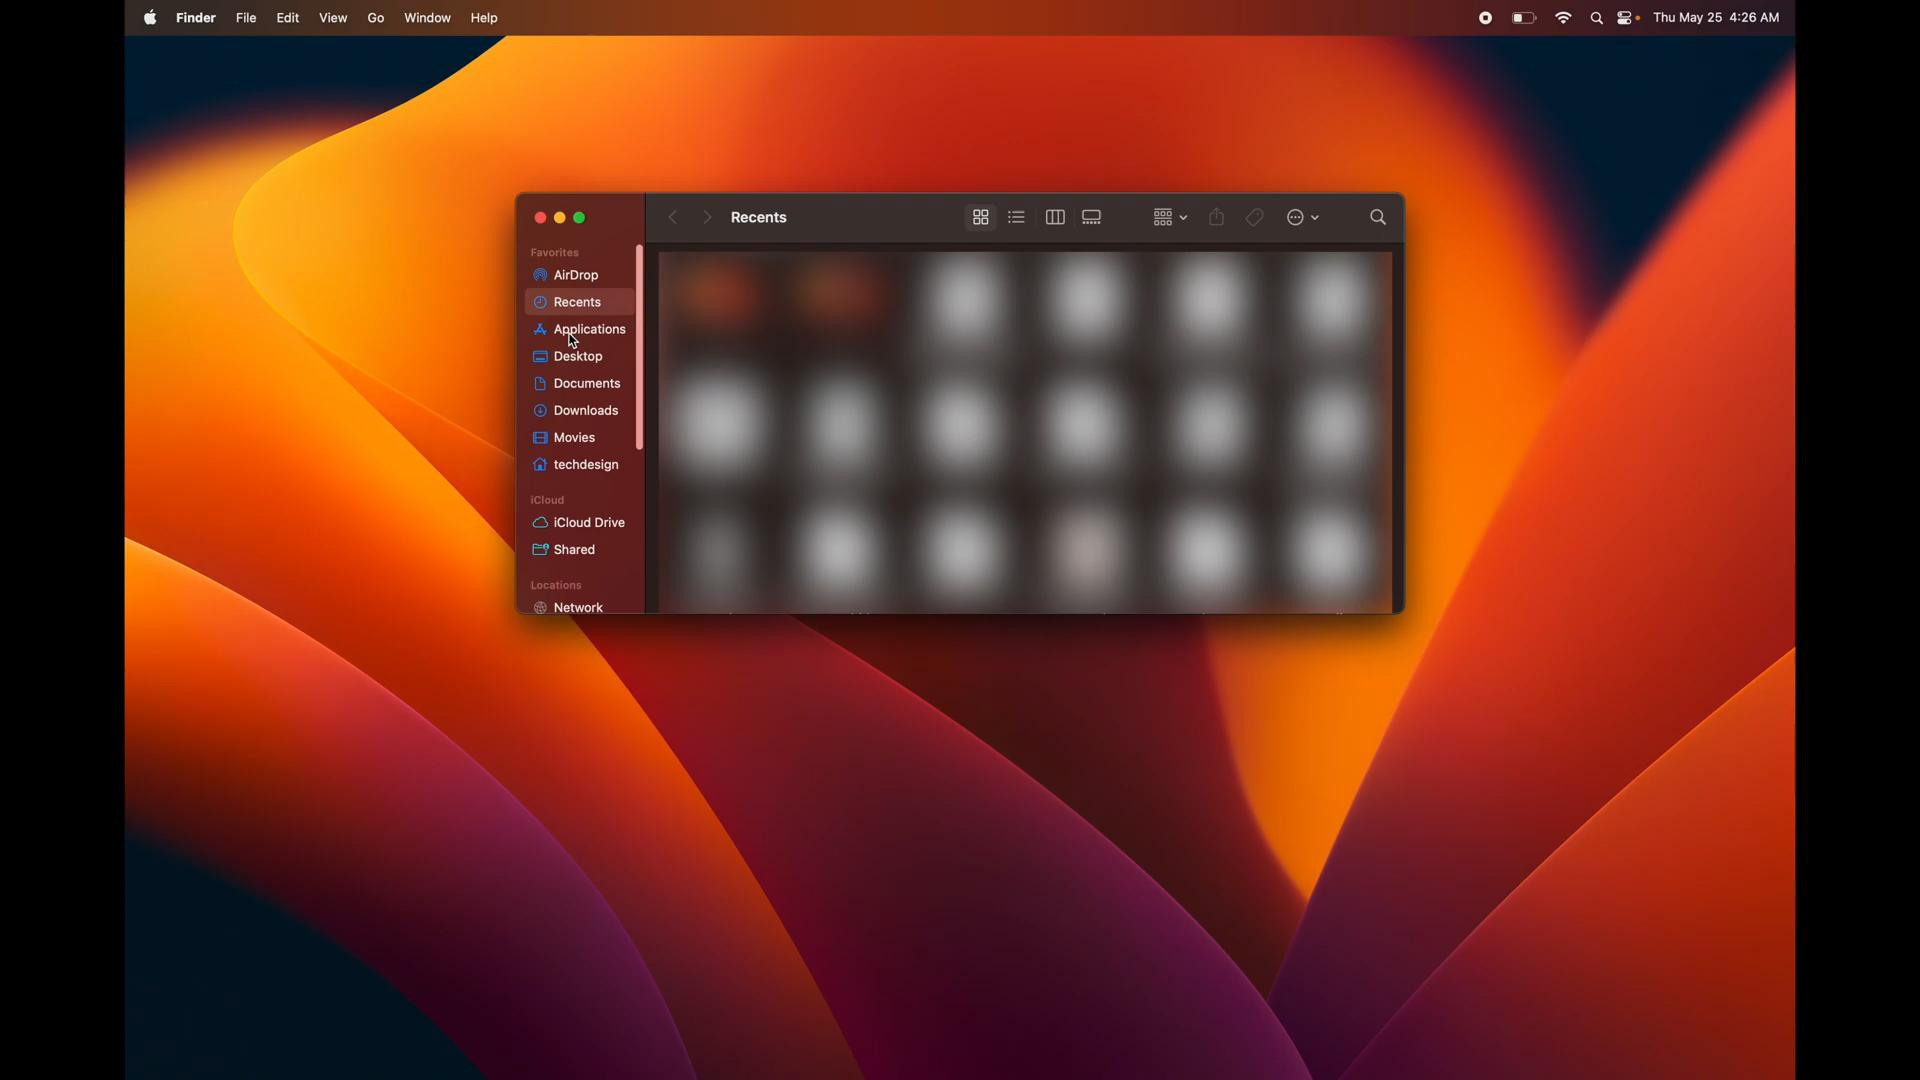 Finder File Edit View Go Window Help Thu May 25 4:26 AM
Recents
Favorites
AirDrop
Recents
Applications
Desktop
Documents
Downloads
Movies
techdesign
iCloud
iCloud Drive
Shared
Locations
Network